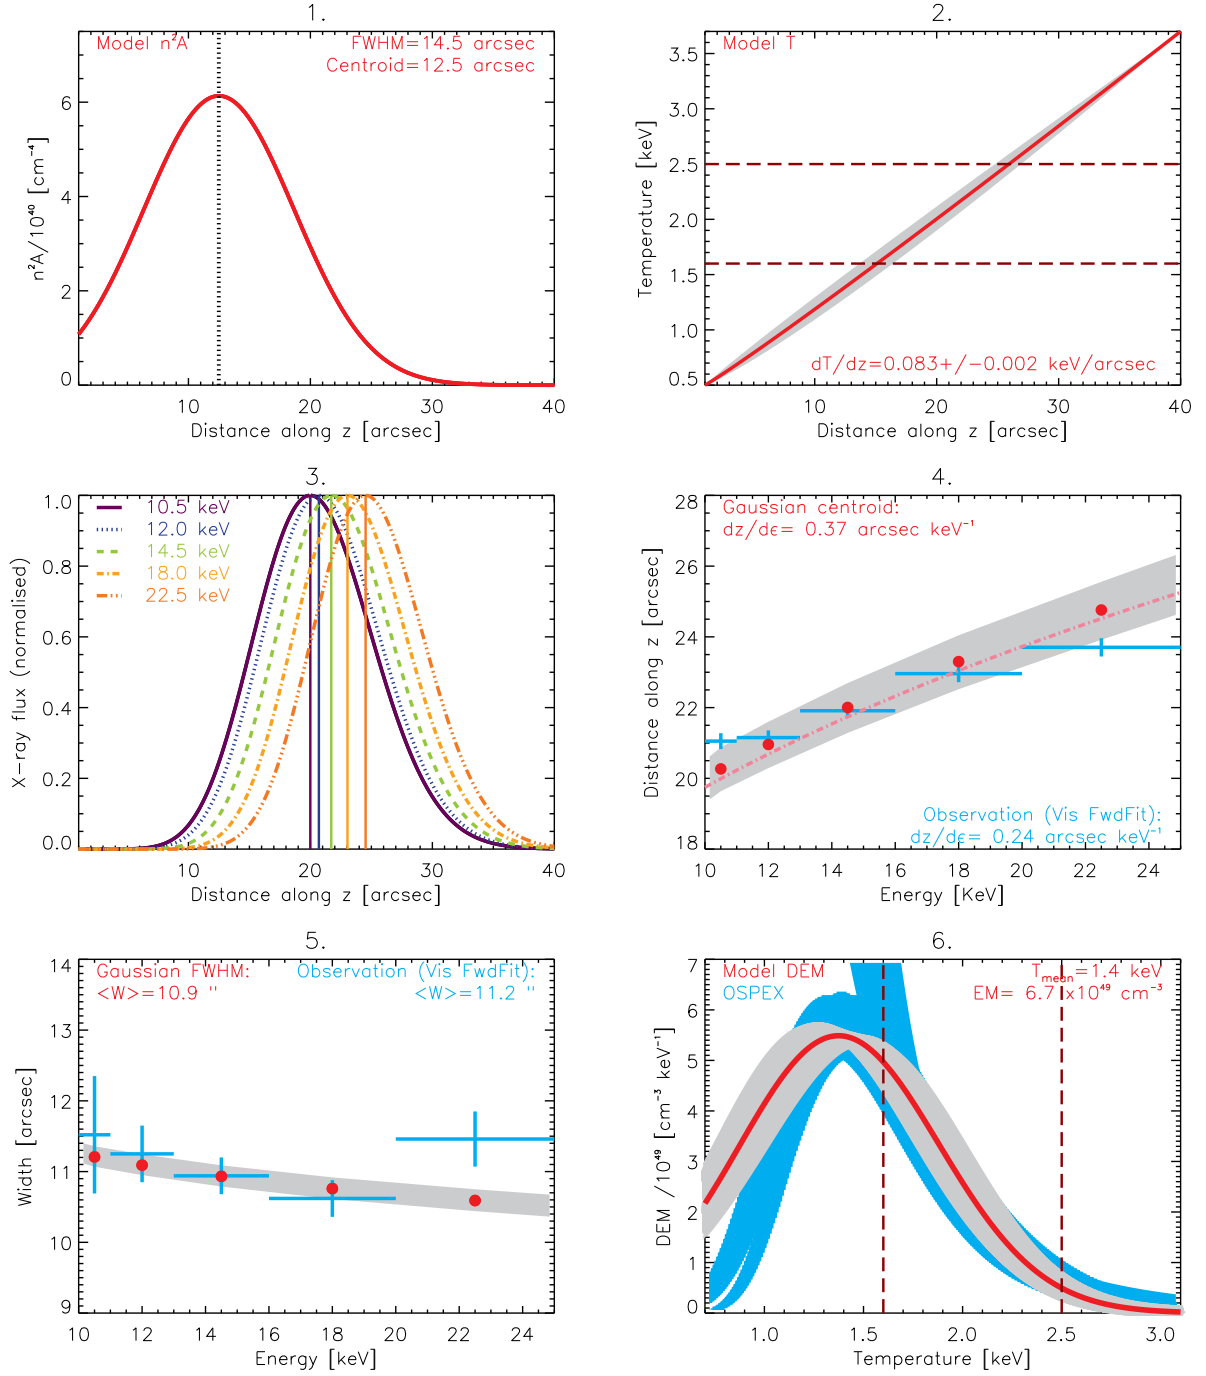 1.
Model n²A
FWHM=14.5 arcsec
Centroid=12.5 arcsec
n²A/10⁴⁰ [cm⁻⁴]
6
4
2
0
10 20 30 40
Distance along z [arcsec]
2.
Model T
Temperature [keV]
3.5
3.0
2.5
2.0
1.5
1.0
0.5
dT/dz=0.083+/−0.002 keV/arcsec
10 20 30 40
Distance along z [arcsec]
3.
10.5 keV
12.0 keV
14.5 keV
18.0 keV
22.5 keV
X−ray flux (normalised)
1.0
0.8
0.6
0.4
0.2
0.0
10 20 30 40
Distance along z [arcsec]
4.
Gaussian centroid:
dz/dϵ= 0.37 arcsec keV⁻¹
Distance along z [arcsec]
28
26
24
22
20
18
Observation (Vis FwdFit):
dz/dϵ= 0.24 arcsec keV⁻¹
10 12 14 16 18 20 22 24
Energy [KeV]
5.
Gaussian FWHM:
<W>=10.9 "
Observation (Vis FwdFit):
<W>=11.2 "
Width [arcsec]
14
13
12
11
10
9
10 12 14 16 18 20 22 24
Energy [keV]
6.
Model DEM
OSPEX
Tmean=1.4 keV
EM= 6.7 x10⁴⁹ cm⁻³
DEM /10⁴⁹ [cm⁻³ keV⁻¹]
7
6
5
4
3
2
1
0
1.0 1.5 2.0 2.5 3.0
Temperature [keV]